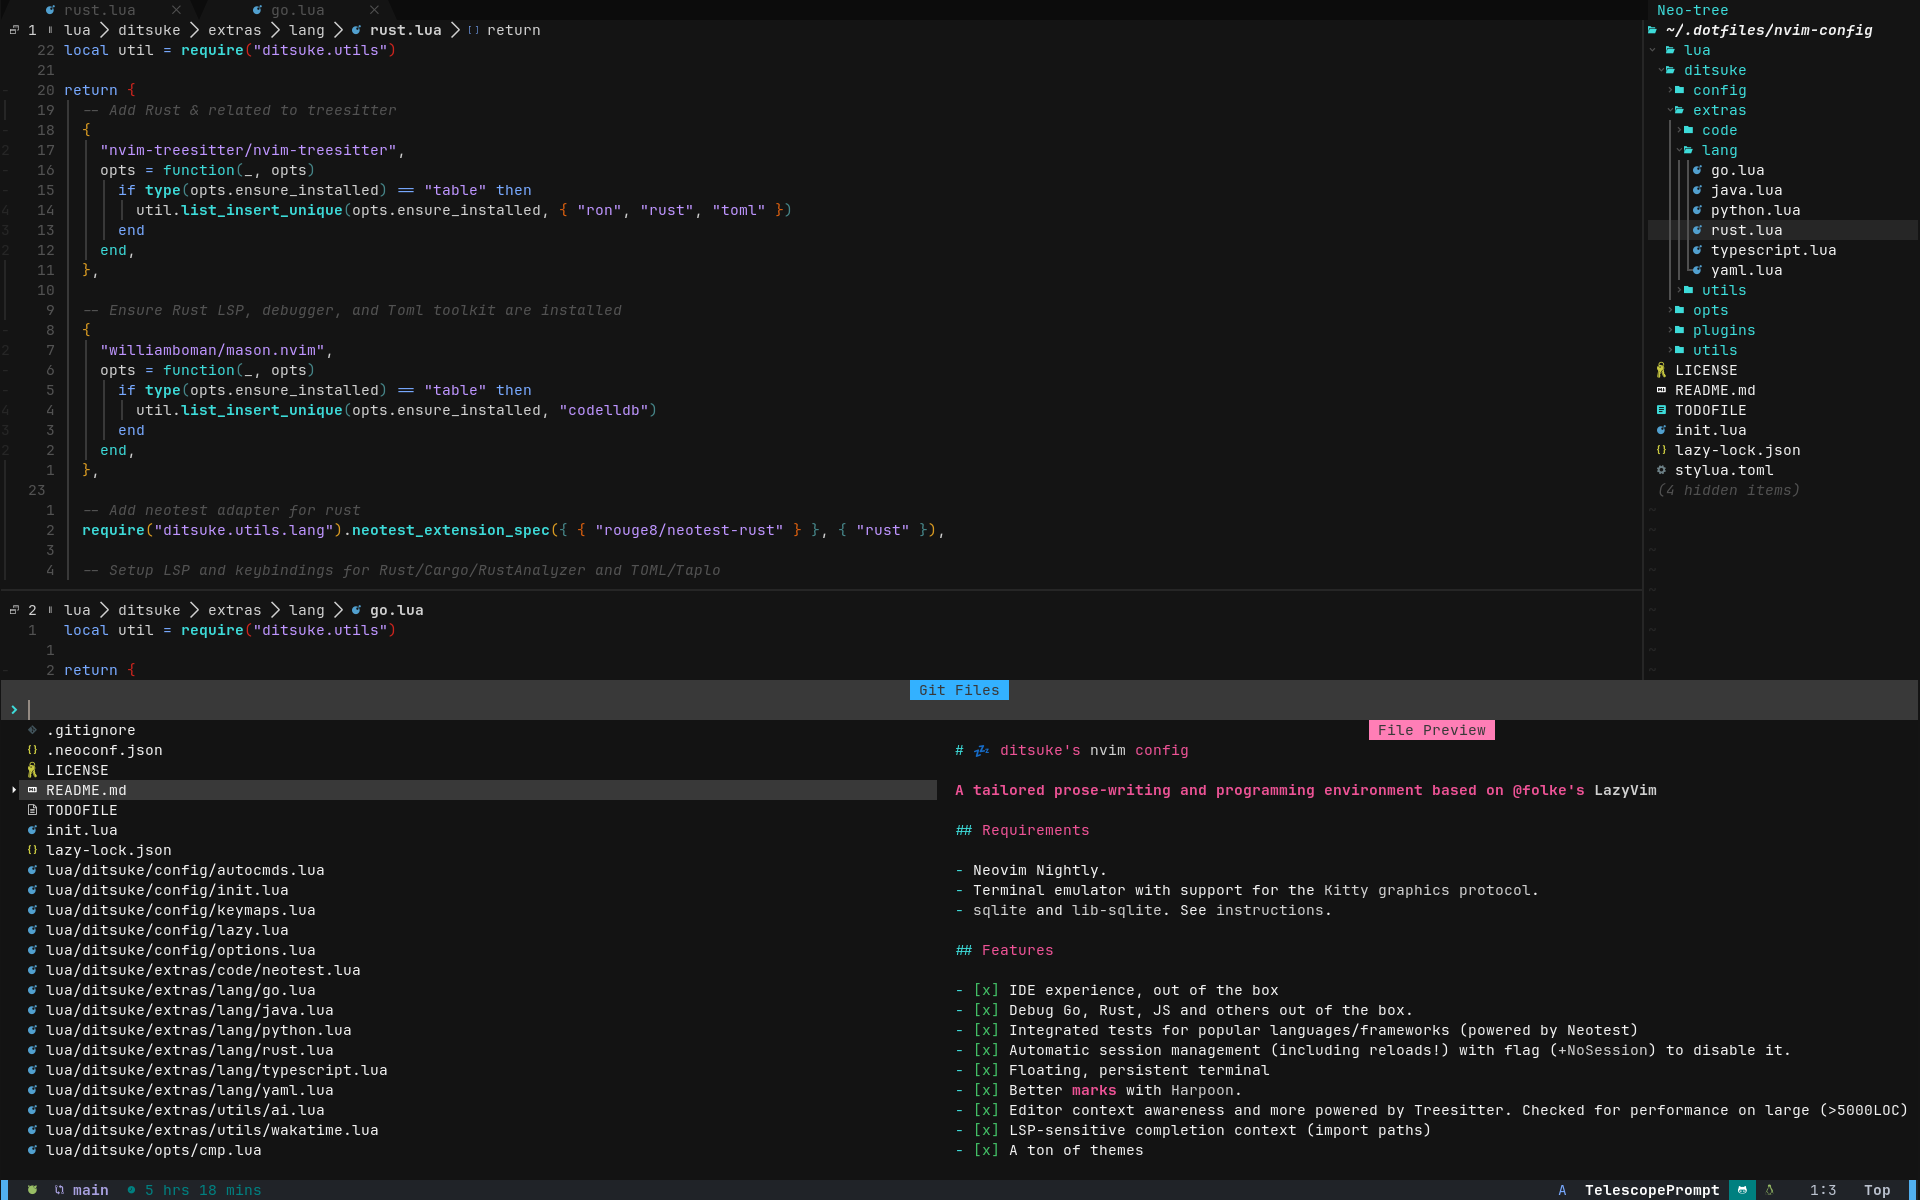 rust.lua
go.lua
1 lua ditsuke extras lang rust.lua [] return
22 local util = require("ditsuke.utils")
21
20 return {
19 -- Add Rust & related to treesitter
18 {
17 "nvim-treesitter/nvim-treesitter",
16 opts = function(_, opts)
15 if type(opts.ensure_installed) == "table" then
14 util.list_insert_unique(opts.ensure_installed, { "ron", "rust", "toml" })
13 end
12 end,
11 },
10
9 -- Ensure Rust LSP, debugger, and Toml toolkit are installed
8 {
7 "williamboman/mason.nvim",
6 opts = function(_, opts)
5 if type(opts.ensure_installed) == "table" then
4 util.list_insert_unique(opts.ensure_installed, "codelldb")
3 end
2 end,
1 },
23
1 -- Add neotest adapter for rust
2 require("ditsuke.utils.lang").neotest_extension_spec({ { "rouge8/neotest-rust" } }, { "rust" }),
3
4 -- Setup LSP and keybindings for Rust/Cargo/RustAnalyzer and TOML/Taplo
2 lua ditsuke extras lang go.lua
1 local util = require("ditsuke.utils")
1
2 return {
Neo-tree
~/.dotfiles/nvim-config
lua
ditsuke
config
extras
code
lang
go.lua
java.lua
python.lua
rust.lua
typescript.lua
yaml.lua
utils
opts
plugins
utils
LICENSE
README.md
TODOFILE
init.lua
lazy-lock.json
stylua.toml
(4 hidden items)
Git Files
>
.gitignore
.neoconf.json
LICENSE
README.md
TODOFILE
init.lua
lazy-lock.json
lua/ditsuke/config/autocmds.lua
lua/ditsuke/config/init.lua
lua/ditsuke/config/keymaps.lua
lua/ditsuke/config/lazy.lua
lua/ditsuke/config/options.lua
lua/ditsuke/extras/code/neotest.lua
lua/ditsuke/extras/lang/go.lua
lua/ditsuke/extras/lang/java.lua
lua/ditsuke/extras/lang/python.lua
lua/ditsuke/extras/lang/rust.lua
lua/ditsuke/extras/lang/typescript.lua
lua/ditsuke/extras/lang/yaml.lua
lua/ditsuke/extras/utils/ai.lua
lua/ditsuke/extras/utils/wakatime.lua
lua/ditsuke/opts/cmp.lua
File Preview
# 💤 ditsuke's nvim config
A tailored prose-writing and programming environment based on @folke's LazyVim
## Requirements
- Neovim Nightly.
- Terminal emulator with support for the Kitty graphics protocol.
- sqlite and lib-sqlite. See instructions.
## Features
- [x] IDE experience, out of the box
- [x] Debug Go, Rust, JS and others out of the box.
- [x] Integrated tests for popular languages/frameworks (powered by Neotest)
- [x] Automatic session management (including reloads!) with flag (+NoSession) to disable it.
- [x] Floating, persistent terminal
- [x] Better marks with Harpoon.
- [x] Editor context awareness and more powered by Treesitter. Checked for performance on large (>5000LOC)
- [x] LSP-sensitive completion context (import paths)
- [x] A ton of themes
main 5 hrs 18 mins
A TelescopePrompt 1:3 Top